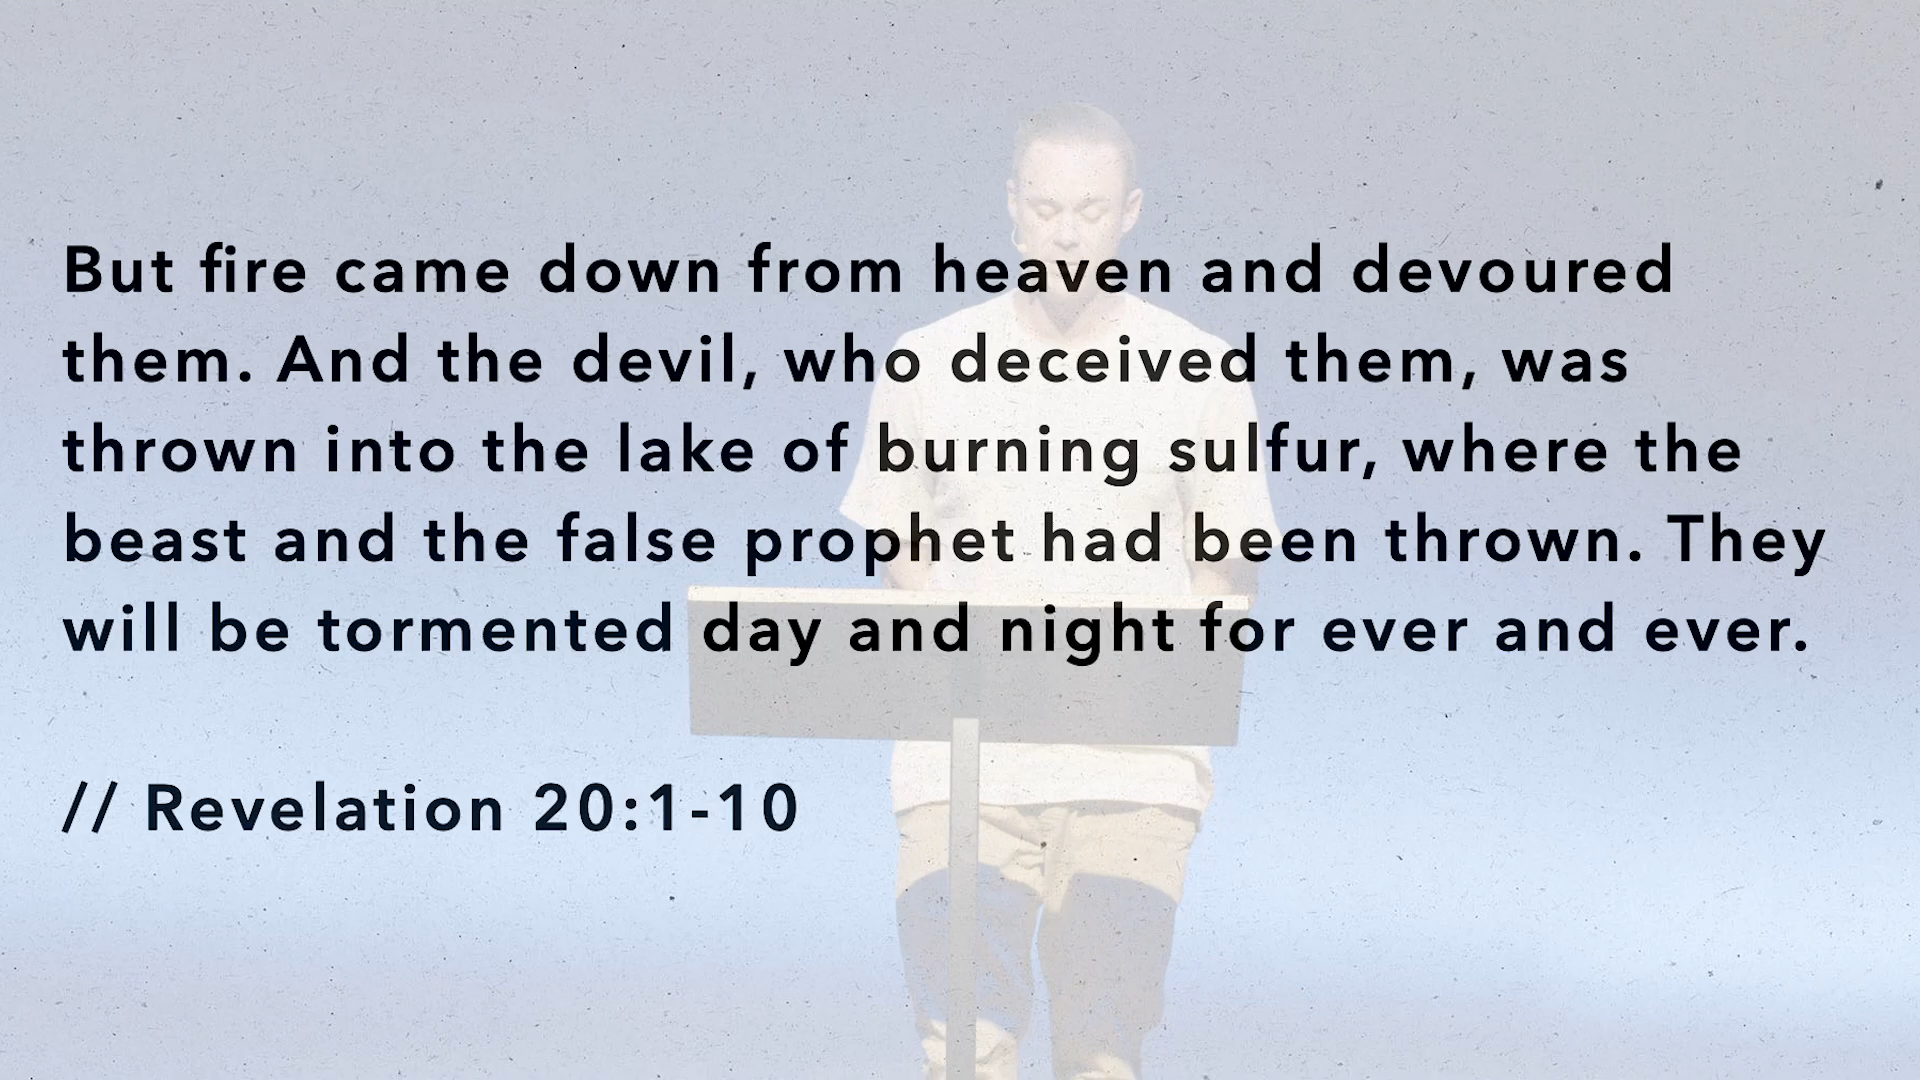 But fire came down from heaven and devoured
them. And the devil, who deceived them, was
thrown into the lake of burning sulfur, where the
beast and the false prophet had been thrown. They
will be tormented day and night for ever and ever.
// Revelation 20:1-10